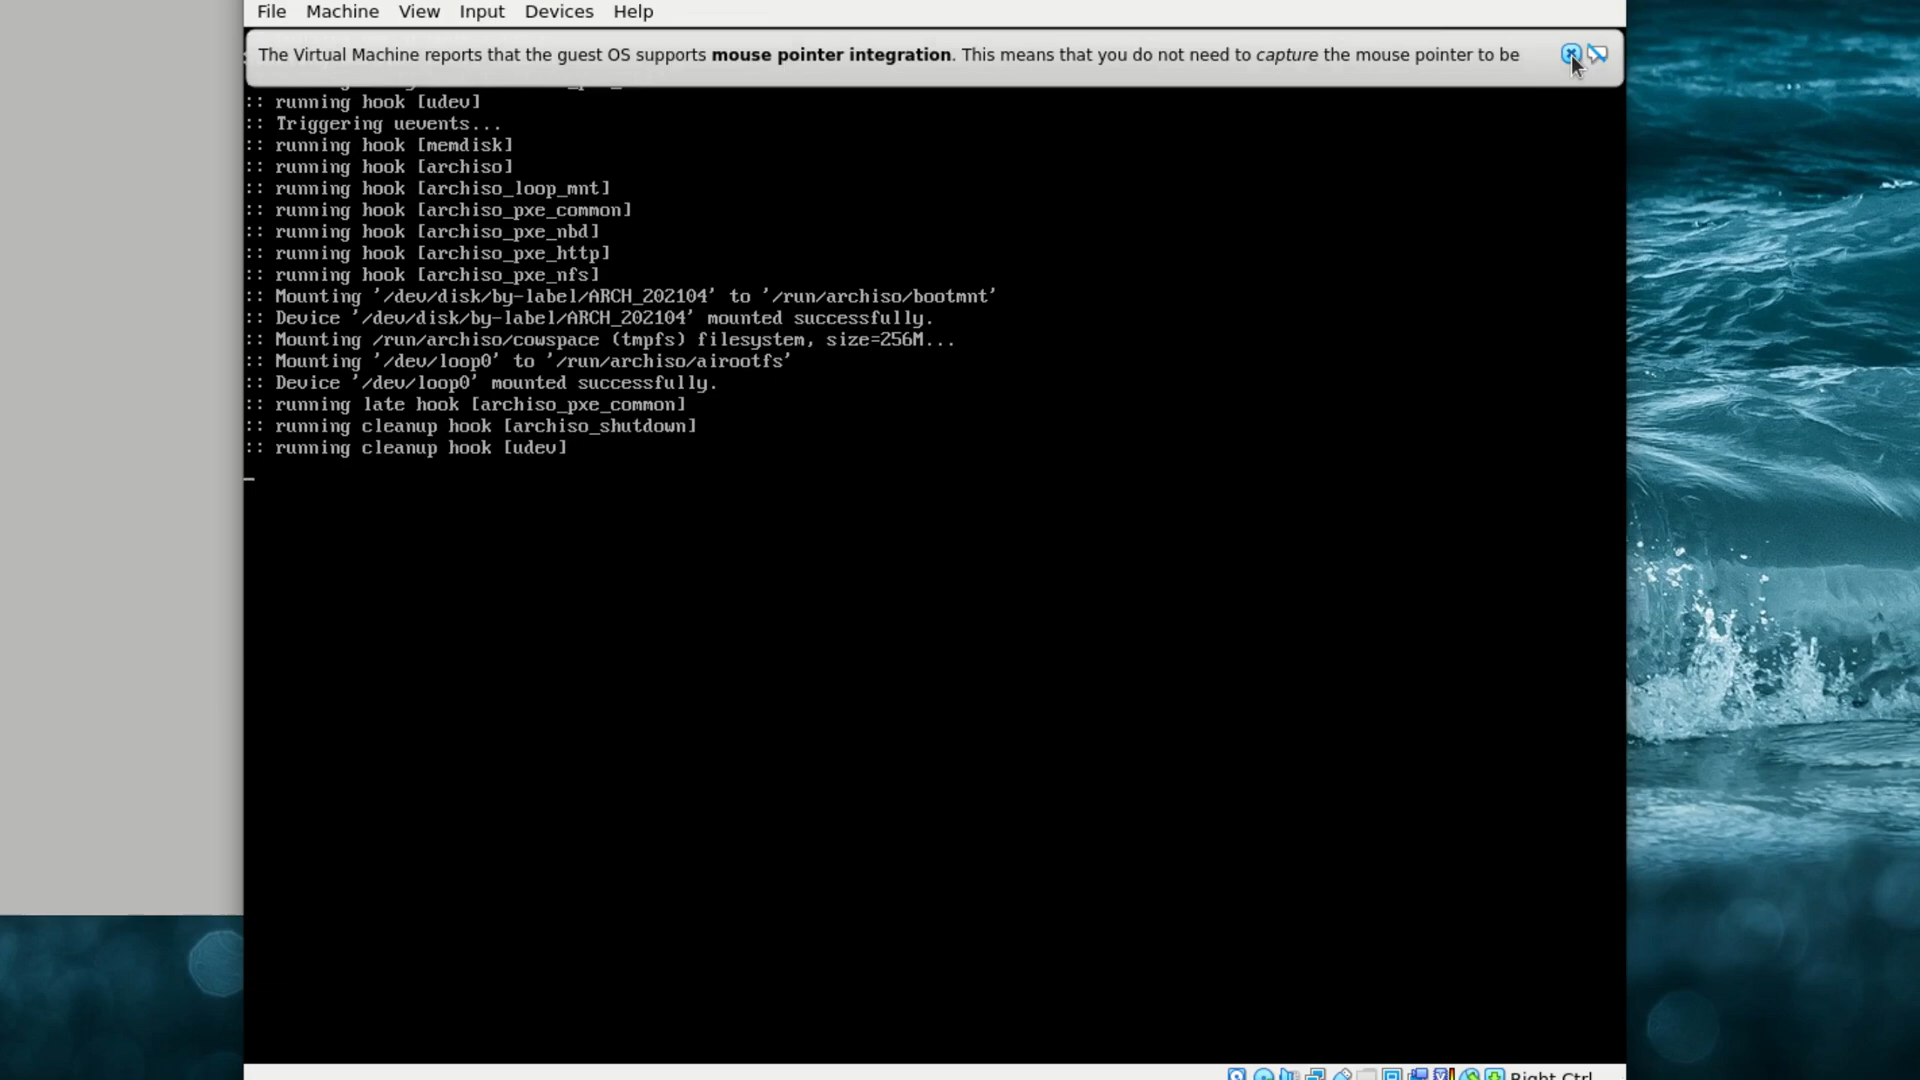 File Machine View Input Devices Help
The Virtual Machine reports that the guest OS supports mouse pointer integration. This means that you do not need to capture the mouse pointer to be
:: running hook [udev]
:: Triggering uevents...
:: running hook [memdisk]
:: running hook [archiso]
:: running hook [archiso_loop_mnt]
:: running hook [archiso_pxe_common]
:: running hook [archiso_pxe_nbd]
:: running hook [archiso_pxe_http]
:: running hook [archiso_pxe_nfs]
:: Mounting '/dev/disk/by-label/ARCH_202104' to '/run/archiso/bootmnt'
:: Device '/dev/disk/by-label/ARCH_202104' mounted successfully.
:: Mounting /run/archiso/cowspace (tmpfs) filesystem, size=256M...
:: Mounting '/dev/loop0' to '/run/archiso/airootfs'
:: Device '/dev/loop0' mounted successfully.
:: running late hook [archiso_pxe_common]
:: running cleanup hook [archiso_shutdown]
:: running cleanup hook [udev]
_
Right Ctrl